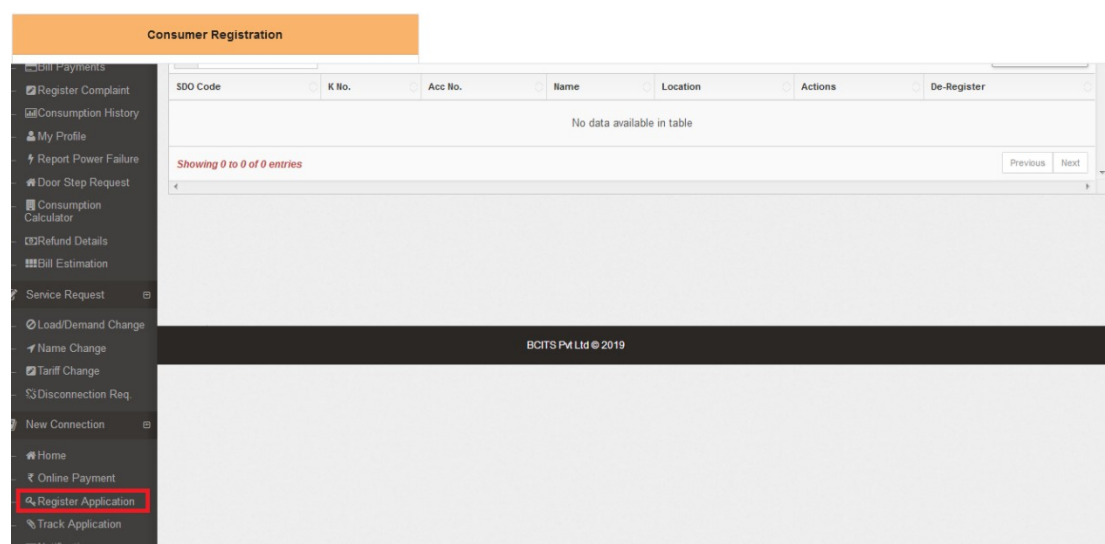 Consumer Registration
Bill Payments
Register Complaint
Consumption History
My Profile
Report Power Failure
Door Step Request
Consumption
Calculator
Refund Details
Bill Estimation
Service Request
Load/Demand Change
Name Change
Tariff Change
Disconnection Req.
New Connection
Home
₹ Online Payment
Register Application
Track Application
SDO Code K No. Acc No. Name Location Actions De-Register
No data available in table
Showing 0 to 0 of 0 entries
Previous Next
BCITS Pvt Ltd © 2019